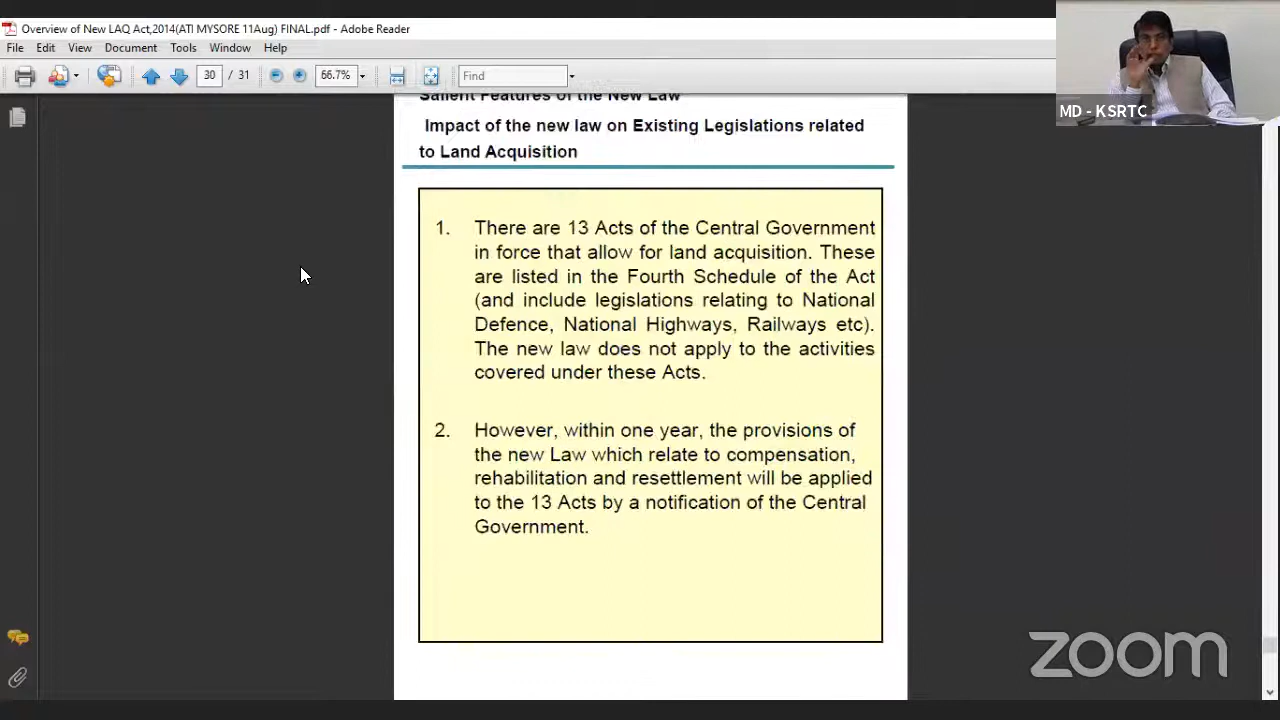 Overview of New LAQ Act,2014(ATI MYSORE 11Aug) FINAL.pdf - Adobe Reader
File Edit View Document Tools Window Help
30 / 31 66.7% Find
MD - KSRTC
Salient Features of the New Law
Impact of the new law on Existing Legislations related
to Land Acquisition
1. There are 13 Acts of the Central Government
in force that allow for land acquisition. These
are listed in the Fourth Schedule of the Act
(and include legislations relating to National
Defence, National Highways, Railways etc).
The new law does not apply to the activities
covered under these Acts.
2. However, within one year, the provisions of
the new Law which relate to compensation,
rehabilitation and resettlement will be applied
to the 13 Acts by a notification of the Central
Government.
zoom